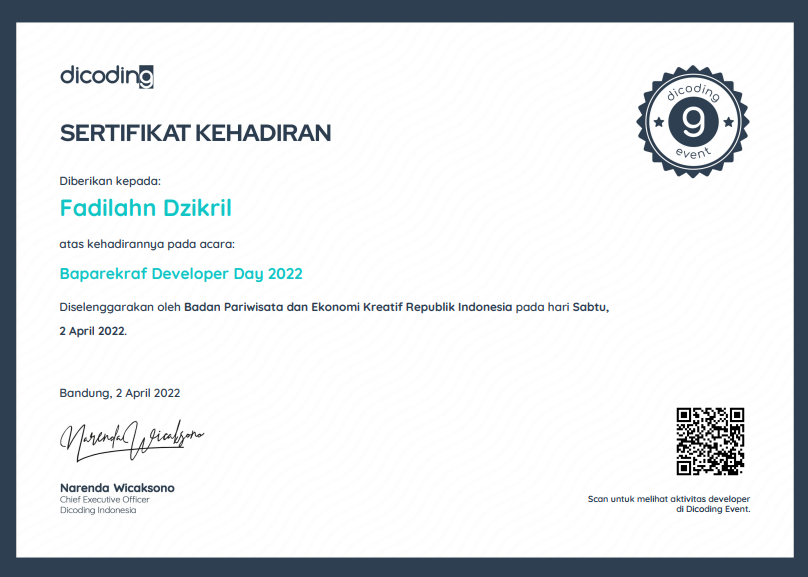 dicoding
SERTIFIKAT KEHADIRAN
dicoding
9
event
Diberikan kepada:
Fadilahn Dzikril
atas kehadirannya pada acara:
Baparekraf Developer Day 2022
Diselenggarakan oleh Badan Pariwisata dan Ekonomi Kreatif Republik Indonesia pada hari Sabtu,
2 April 2022.
Bandung, 2 April 2022
Narenda Wicaksono
Narenda Wicaksono
Chief Executive Officer
Dicoding Indonesia
Scan untuk melihat aktivitas developer
di Dicoding Event.